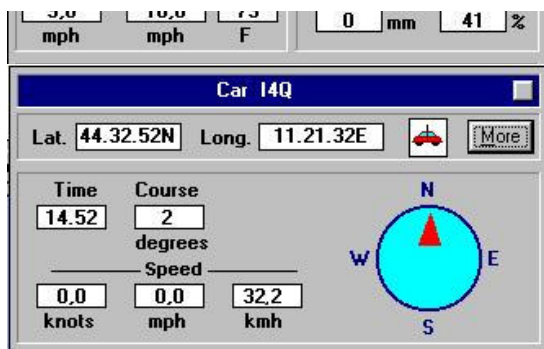 mph mph F
0 mm 41 %
Car I4Q
Lat. 44.32.52N Long. 11.21.32E More
Time Course
14.52 2
degrees
Speed
0,0 0,0 32,2
knots mph kmh
N
W E
S